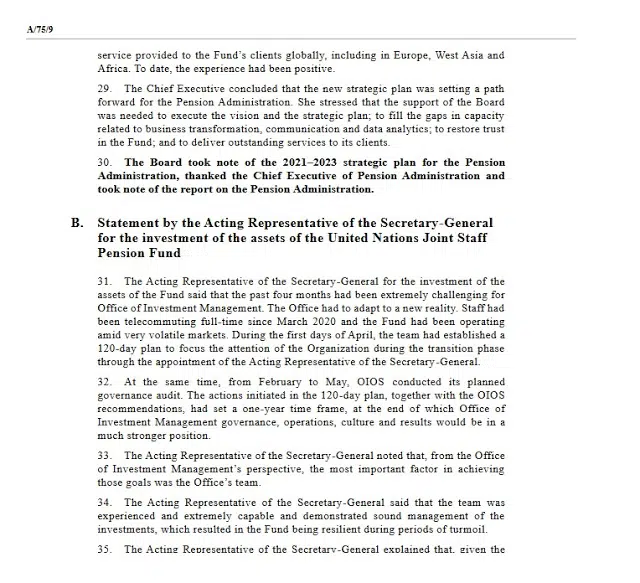 A/75/9
service provided to the Fund's clients globally, including in Europe, West Asia and
Africa. To date, the experience had been positive.
29. The Chief Executive concluded that the new strategic plan was setting a path
forward for the Pension Administration. She stressed that the support of the Board
was needed to execute the vision and the strategic plan; to fill the gaps in capacity
related to business transformation, communication and data analytics; to restore trust
in the Fund; and to deliver outstanding services to its clients.
30. The Board took note of the 2021–2023 strategic plan for the Pension
Administration, thanked the Chief Executive of Pension Administration and
took note of the report on the Pension Administration.
B. Statement by the Acting Representative of the Secretary-General
for the investment of the assets of the United Nations Joint Staff
Pension Fund
31. The Acting Representative of the Secretary-General for the investment of the
assets of the Fund said that the past four months had been extremely challenging for
Office of Investment Management. The Office had to adapt to a new reality. Staff had
been telecommuting full-time since March 2020 and the Fund had been operating
amid very volatile markets. During the first days of April, the team had established a
120-day plan to focus the attention of the Organization during the transition phase
through the appointment of the Acting Representative of the Secretary-General.
32. At the same time, from February to May, OIOS conducted its planned
governance audit. The actions initiated in the 120-day plan, together with the OIOS
recommendations, had set a one-year time frame, at the end of which Office of
Investment Management governance, operations, culture and results would be in a
much stronger position.
33. The Acting Representative of the Secretary-General noted that, from the Office
of Investment Management's perspective, the most important factor in achieving
those goals was the Office's team.
34. The Acting Representative of the Secretary-General said that the team was
experienced and extremely capable and demonstrated sound management of the
investments, which resulted in the Fund being resilient during periods of turmoil.
35. The Acting Representative of the Secretary-General explained that, given the